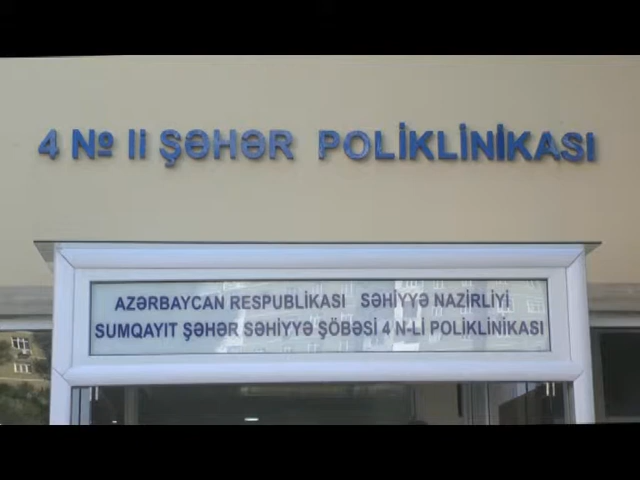 4 № li ŞƏHƏR POLİKLİNİKASI
AZƏRBAYCAN RESPUBLİKASI SƏHİYYƏ NAZİRLİYİ
SUMQAYIT ŞƏHƏR SƏHİYYƏ ŞÖBƏSİ 4 N-Lİ POLİKLİNİKASI